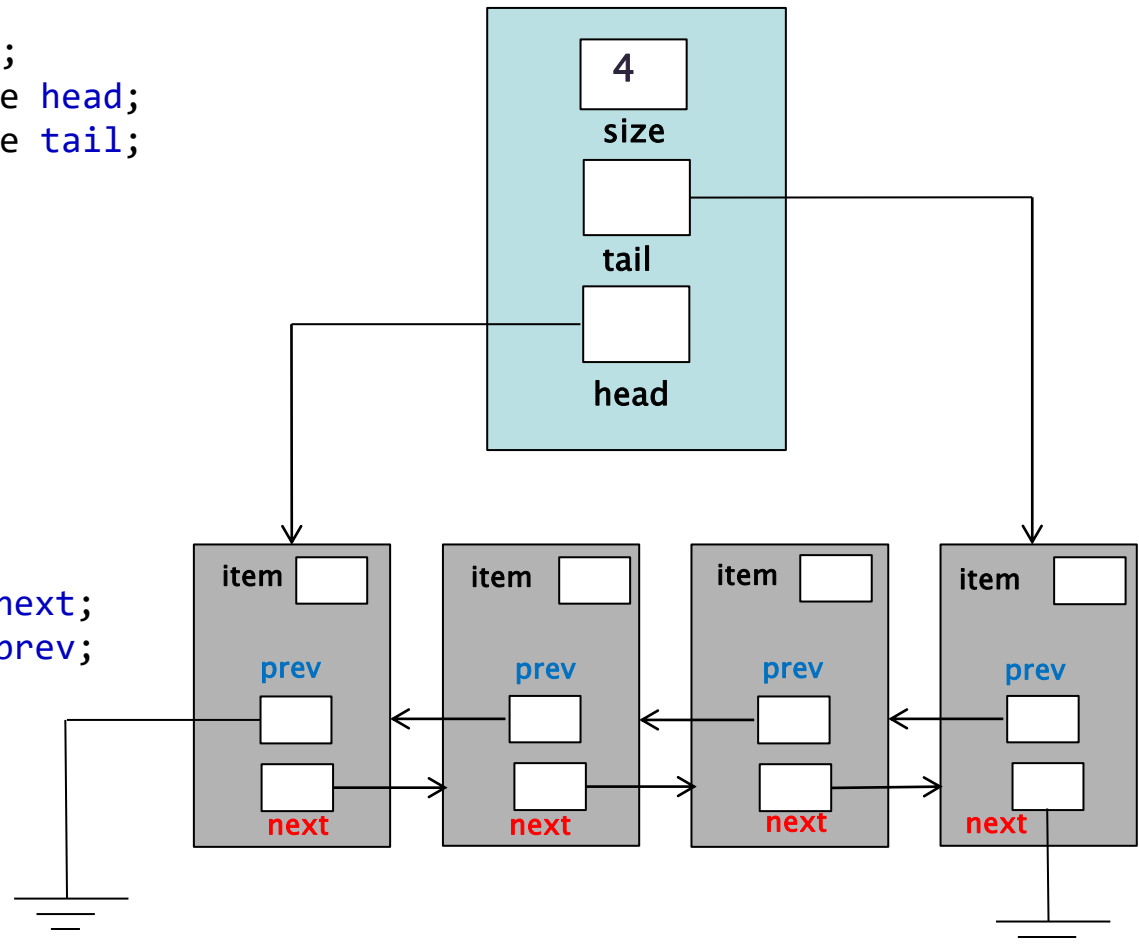 ;
e head;
e tail;
4
size
tail
head
next;
prev;
item
prev
next
item
prev
next
item
prev
next
item
prev
next